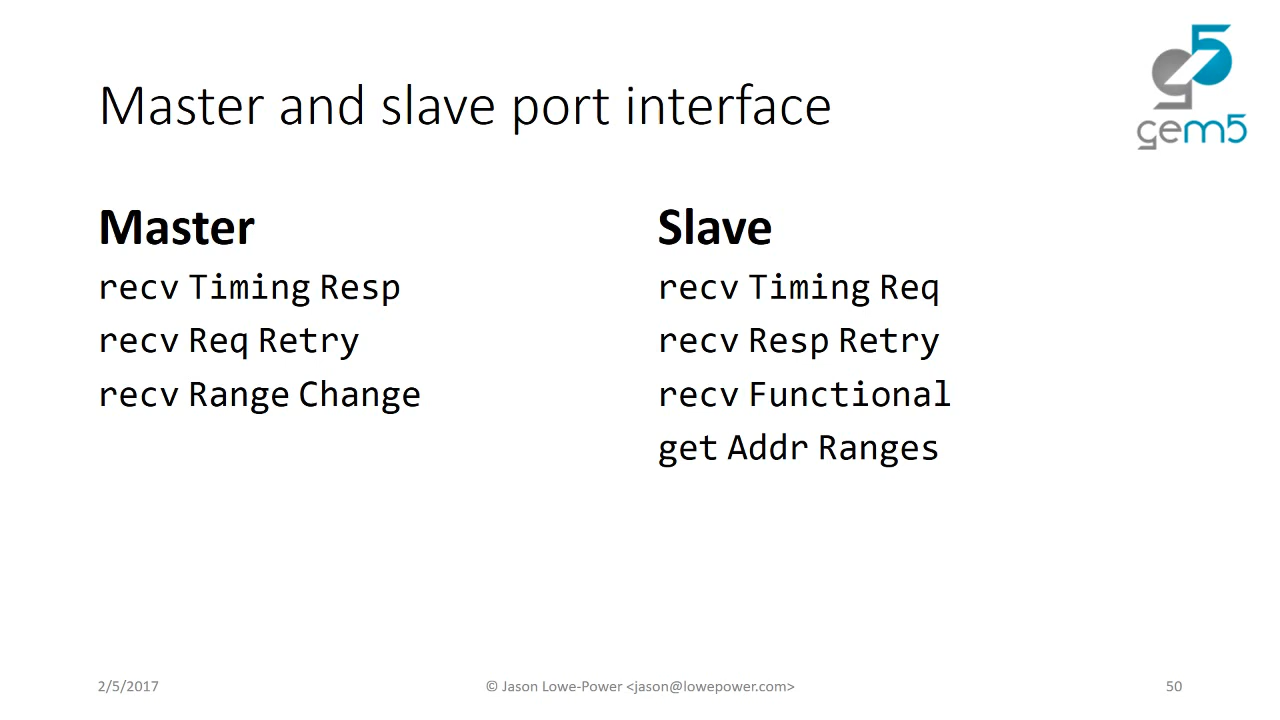 Master and slave port interface
gem5
Master
recv Timing Resp
recv Req Retry
recv Range Change
Slave
recv Timing Req
recv Resp Retry
recv Functional
get Addr Ranges
2/5/2017
© Jason Lowe-Power <jason@lowepower.com>
50